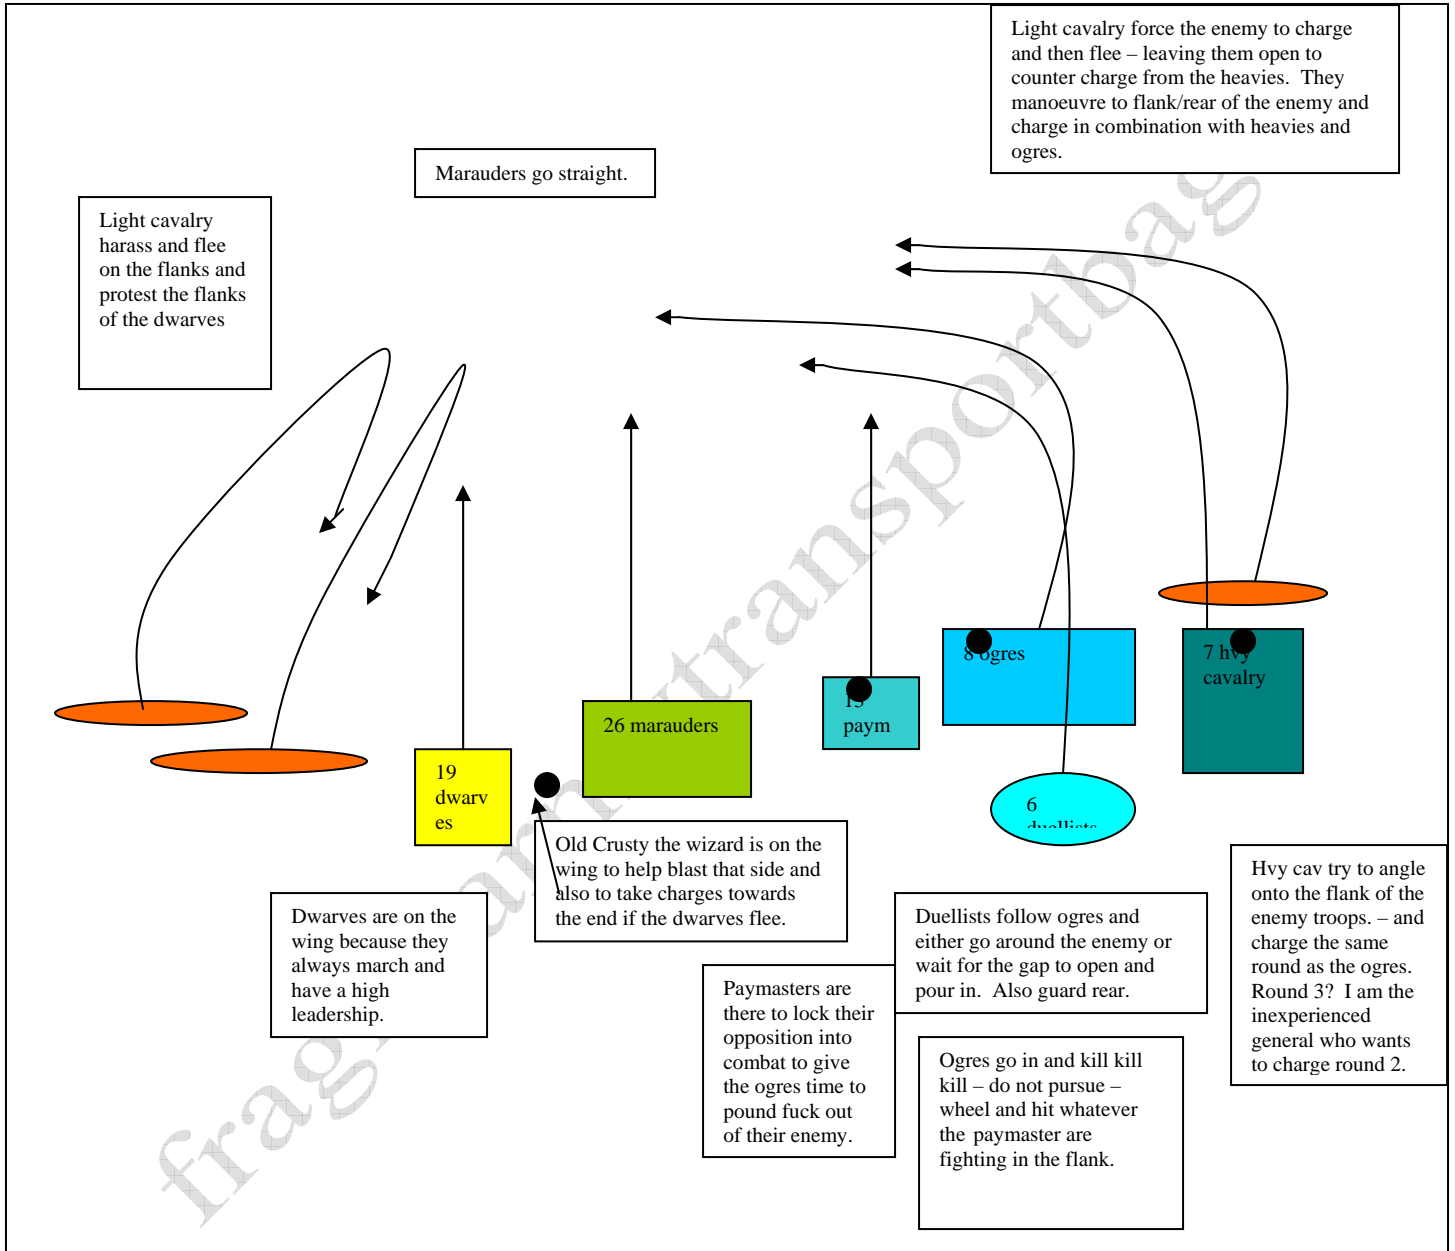 Light cavalry force the enemy to charge
and then flee – leaving them open to
counter charge from the heavies. They
manoeuvre to flank/rear of the enemy and
charge in combination with heavies and
ogres.
Marauders go straight.
Light cavalry
harass and flee
on the flanks and
protest the flanks
of the dwarves
8 ogres
7 hvy
cavalry
26 marauders
paym
19
dwarv
es
6
duellists
Old Crusty the wizard is on the
wing to help blast that side and
also to take charges towards
the end if the dwarves flee.
Dwarves are on the
wing because they
always march and
have a high
leadership.
Duellists follow ogres and
either go around the enemy or
wait for the gap to open and
pour in. Also guard rear.
Hvy cav try to angle
onto the flank of the
enemy troops. – and
charge the same
round as the ogres.
Round 3? I am the
inexperienced
general who wants
to charge round 2.
Paymasters are
there to lock their
opposition into
combat to give
the ogres time to
pound fuck out
of their enemy.
Ogres go in and kill kill
kill – do not pursue –
wheel and hit whatever
the paymaster are
fighting in the flank.